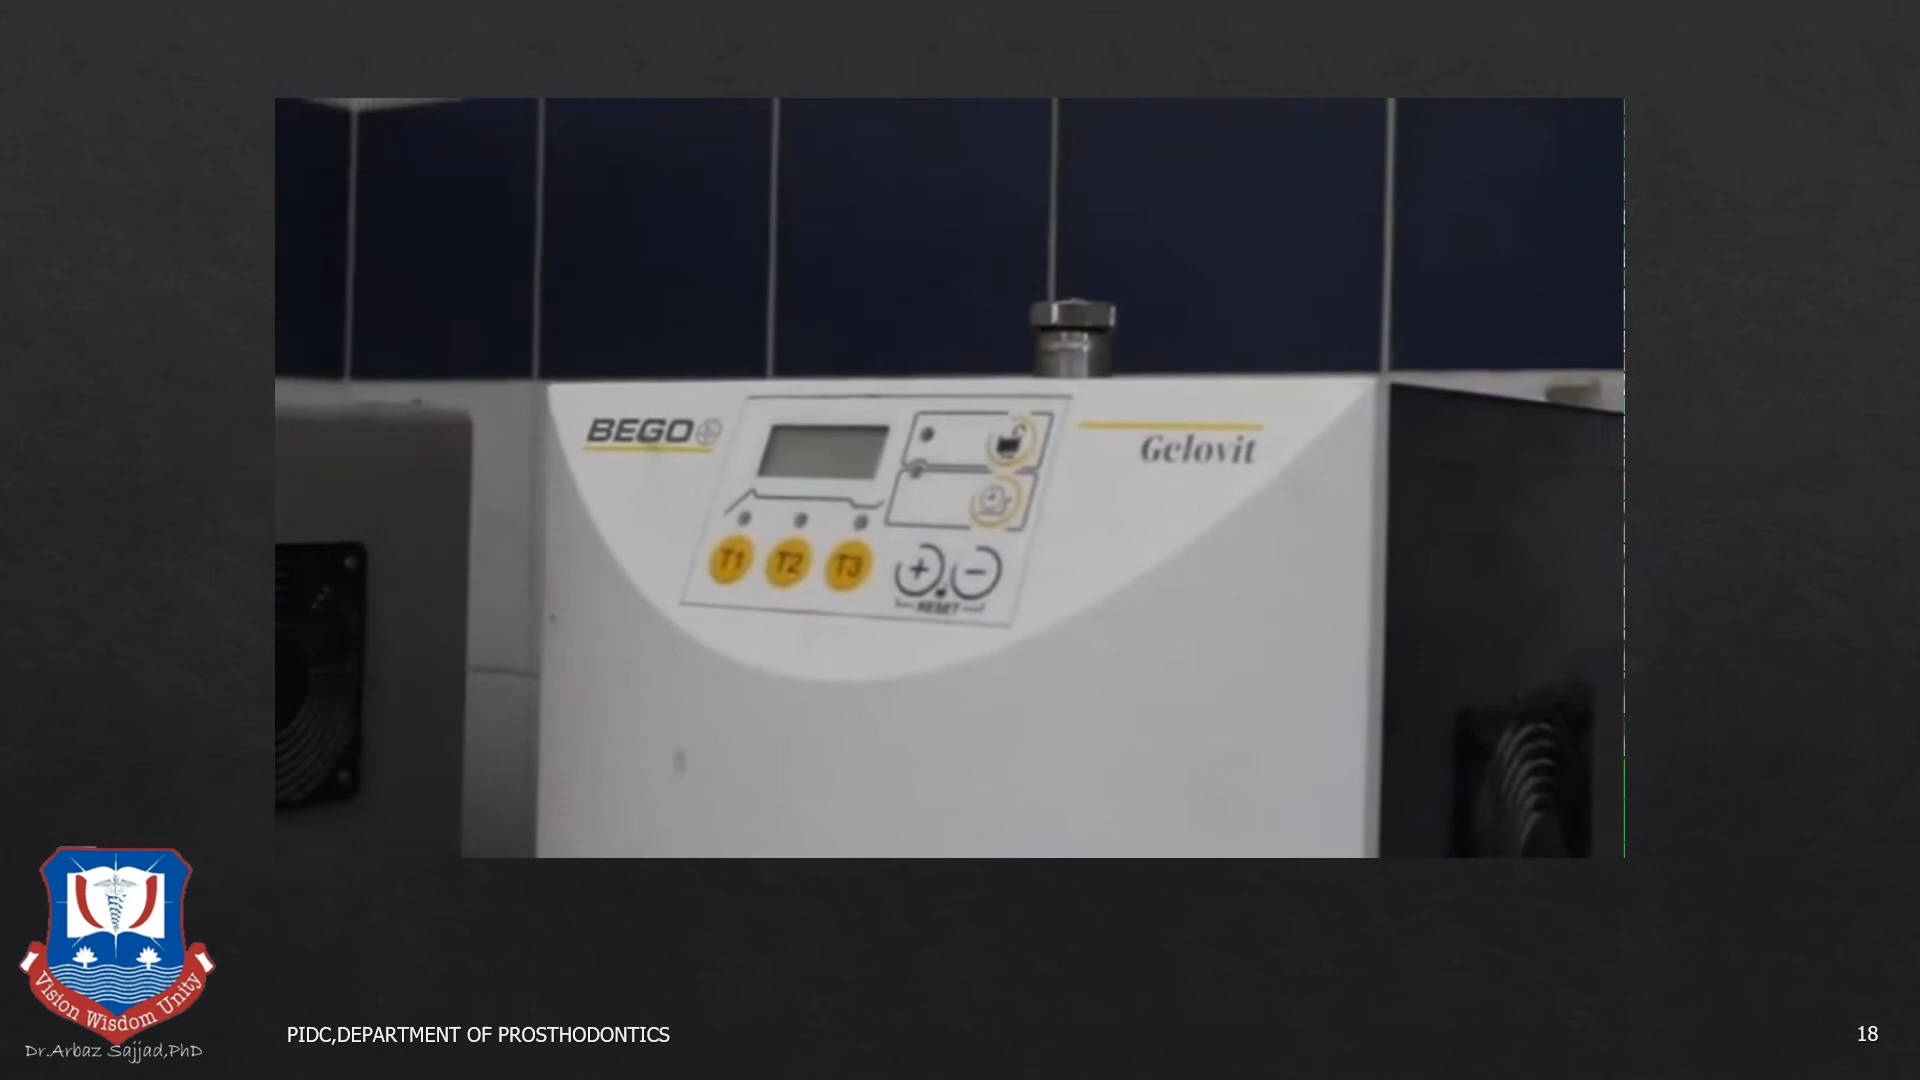 BEGO
Gelovit
T1 T2 T3
+ −
RESET
Vision Wisdom Unity
Dr.Arbaz Sajjad,PhD
PIDC,DEPARTMENT OF PROSTHODONTICS
18